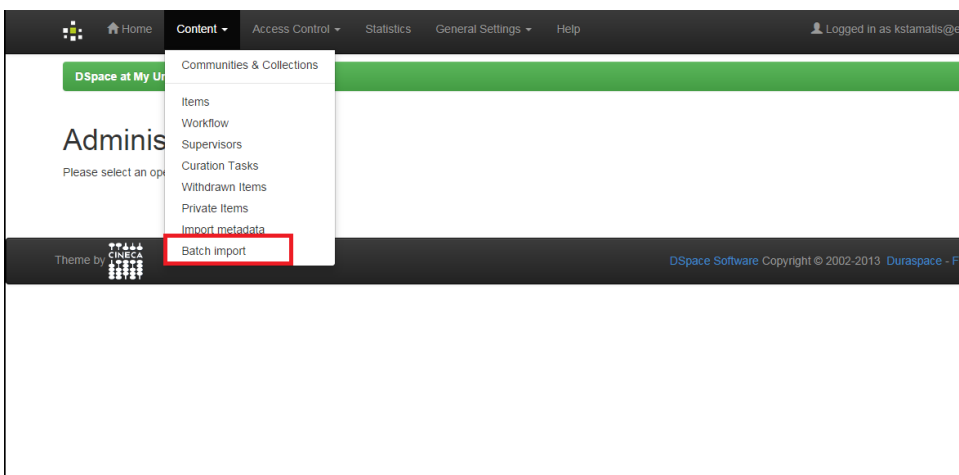 Home Content Access Control Statistics General Settings Help Logged in as kstamatis@e
DSpace at My Un
Communities & Collections
Items
Workflow
Supervisors
Curation Tasks
Withdrawn Items
Private Items
Import metadata
Batch import
Adminis
Please select an ope
Theme by CINECA DSpace Software Copyright © 2002-2013 Duraspace - F